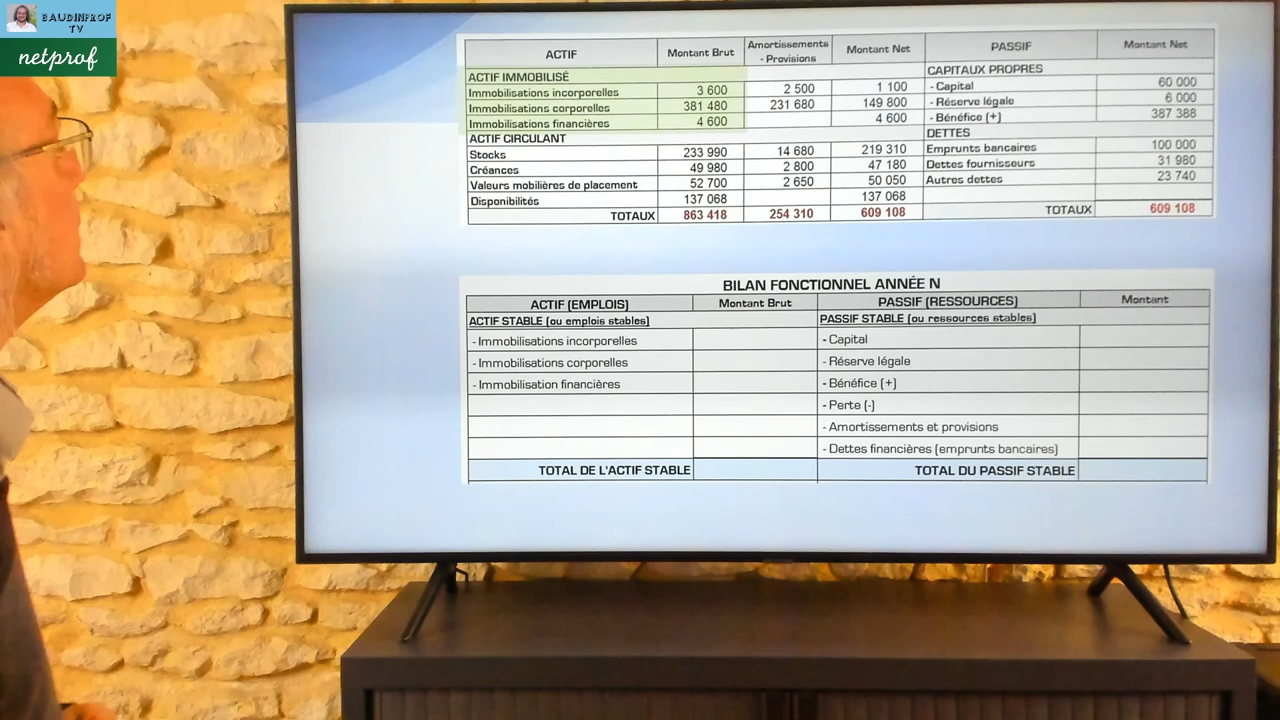 BAUDINPROF
TV
netprof
ACTIF Montant Brut Amortissements - Provisions Montant Net PASSIF Montant Net
ACTIF IMMOBILISÉ CAPITAUX PROPRES
Immobilisations incorporelles 3 600 2 500 1 100 - Capital 60 000
Immobilisations corporelles 381 480 231 680 149 800 - Réserve légale 6 000
Immobilisations financières 4 600 4 600 - Bénéfice (+) 387 388
ACTIF CIRCULANT DETTES
Stocks 233 990 14 680 219 310 Emprunts bancaires 100 000
Créances 49 980 2 800 47 180 Dettes fournisseurs 31 980
Valeurs mobilières de placement 52 700 2 650 50 050 Autres dettes 23 740
Disponibilités 137 068 137 068
TOTAUX 863 418 254 310 609 108 TOTAUX 609 108
BILAN FONCTIONNEL ANNÉE N
ACTIF (EMPLOIS) Montant Brut PASSIF (RESSOURCES) Montant
ACTIF STABLE (ou emplois stables) PASSIF STABLE (ou ressources stables)
- Immobilisations incorporelles - Capital
- Immobilisations corporelles - Réserve légale
- Immobilisation financières - Bénéfice (+)
- Perte (-)
- Amortissements et provisions
- Dettes financières (emprunts bancaires)
TOTAL DE L'ACTIF STABLE TOTAL DU PASSIF STABLE